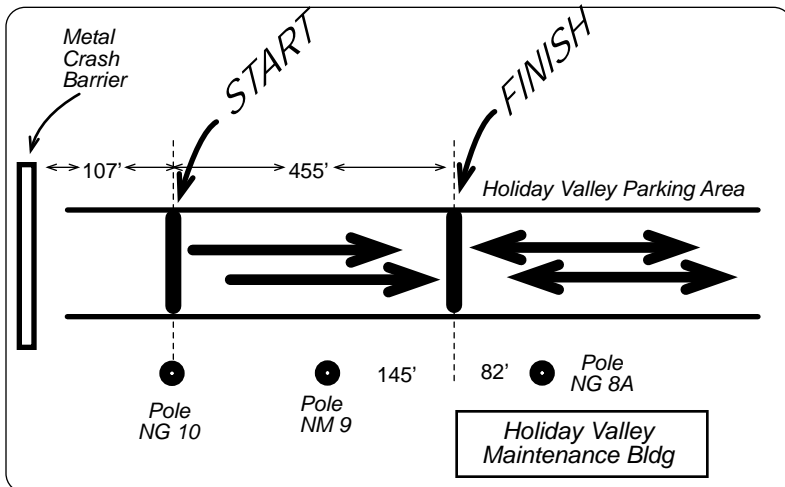 Metal
Crash
Barrier
START
FINISH
107’
455’
Holiday Valley Parking Area
145’
82’
Pole
NG 10
Pole
NM 9
Pole
NG 8A
Holiday Valley
Maintenance Bldg